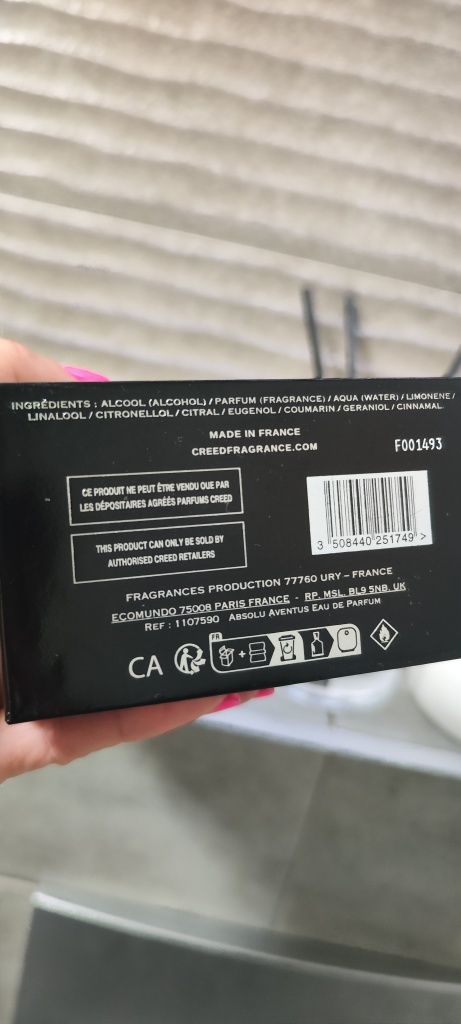 INGRÉDIENTS : ALCOOL (ALCOHOL) / PARFUM (FRAGRANCE) / AQUA (WATER) / LIMONENE /
LINALOOL / CITRONELLOL / CITRAL / EUGENOL / COUMARIN / GERANIOL / CINNAMAL.
MADE IN FRANCE
CREEDFRAGRANCE.COM
F001493
CE PRODUIT NE PEUT ÊTRE VENDU QUE PAR
LES DÉPOSITAIRES AGRÉÉS PARFUMS CREED
THIS PRODUCT CAN ONLY BE SOLD BY
AUTHORISED CREED RETAILERS
3 508440 251749 >
FRAGRANCES PRODUCTION 77760 URY – FRANCE
ECOMUNDO 75008 PARIS FRANCE - RP. MSL. BL9 5NB. UK
REF : 1107590 ABSOLU AVENTUS EAU DE PARFUM
CA
FR
+